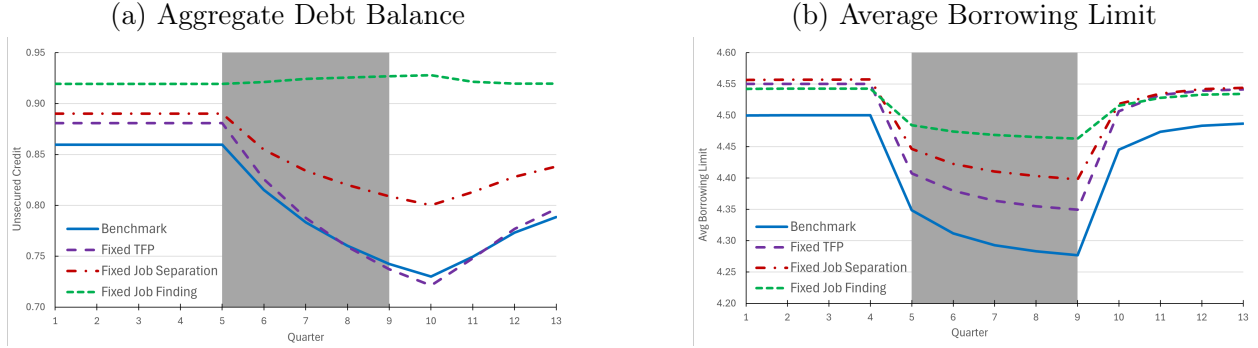 (a) Aggregate Debt Balance
0.95
0.90
0.85
0.80
0.75
0.70
Unsecured Credit
Benchmark
Fixed TFP
Fixed Job Separation
Fixed Job Finding
1 2 3 4 5 6 7 8 9 10 11 12 13
Quarter
(b) Average Borrowing Limit
4.60
4.55
4.50
4.45
4.40
4.35
4.30
4.25
4.20
Avg Borrowing Limit
Benchmark
Fixed TFP
Fixed Job Separation
Fixed Job Finding
1 2 3 4 5 6 7 8 9 10 11 12 13
Quarter